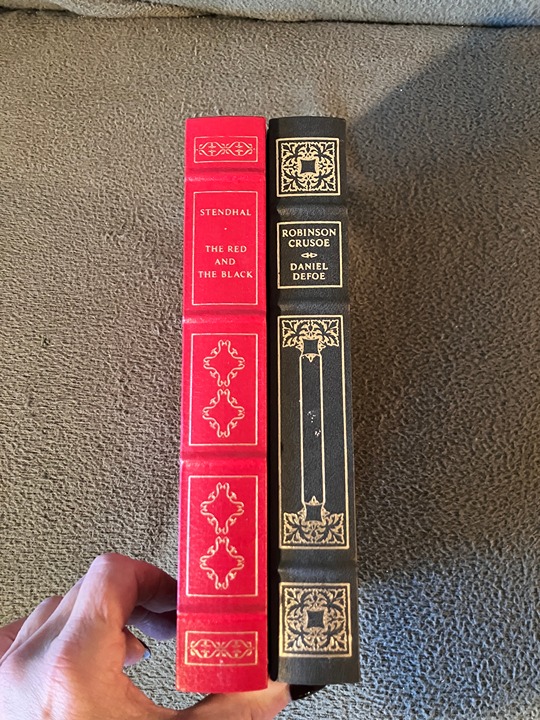 STENDHAL
THE RED
AND
THE BLACK
ROBINSON
CRUSOE
DANIEL
DEFOE